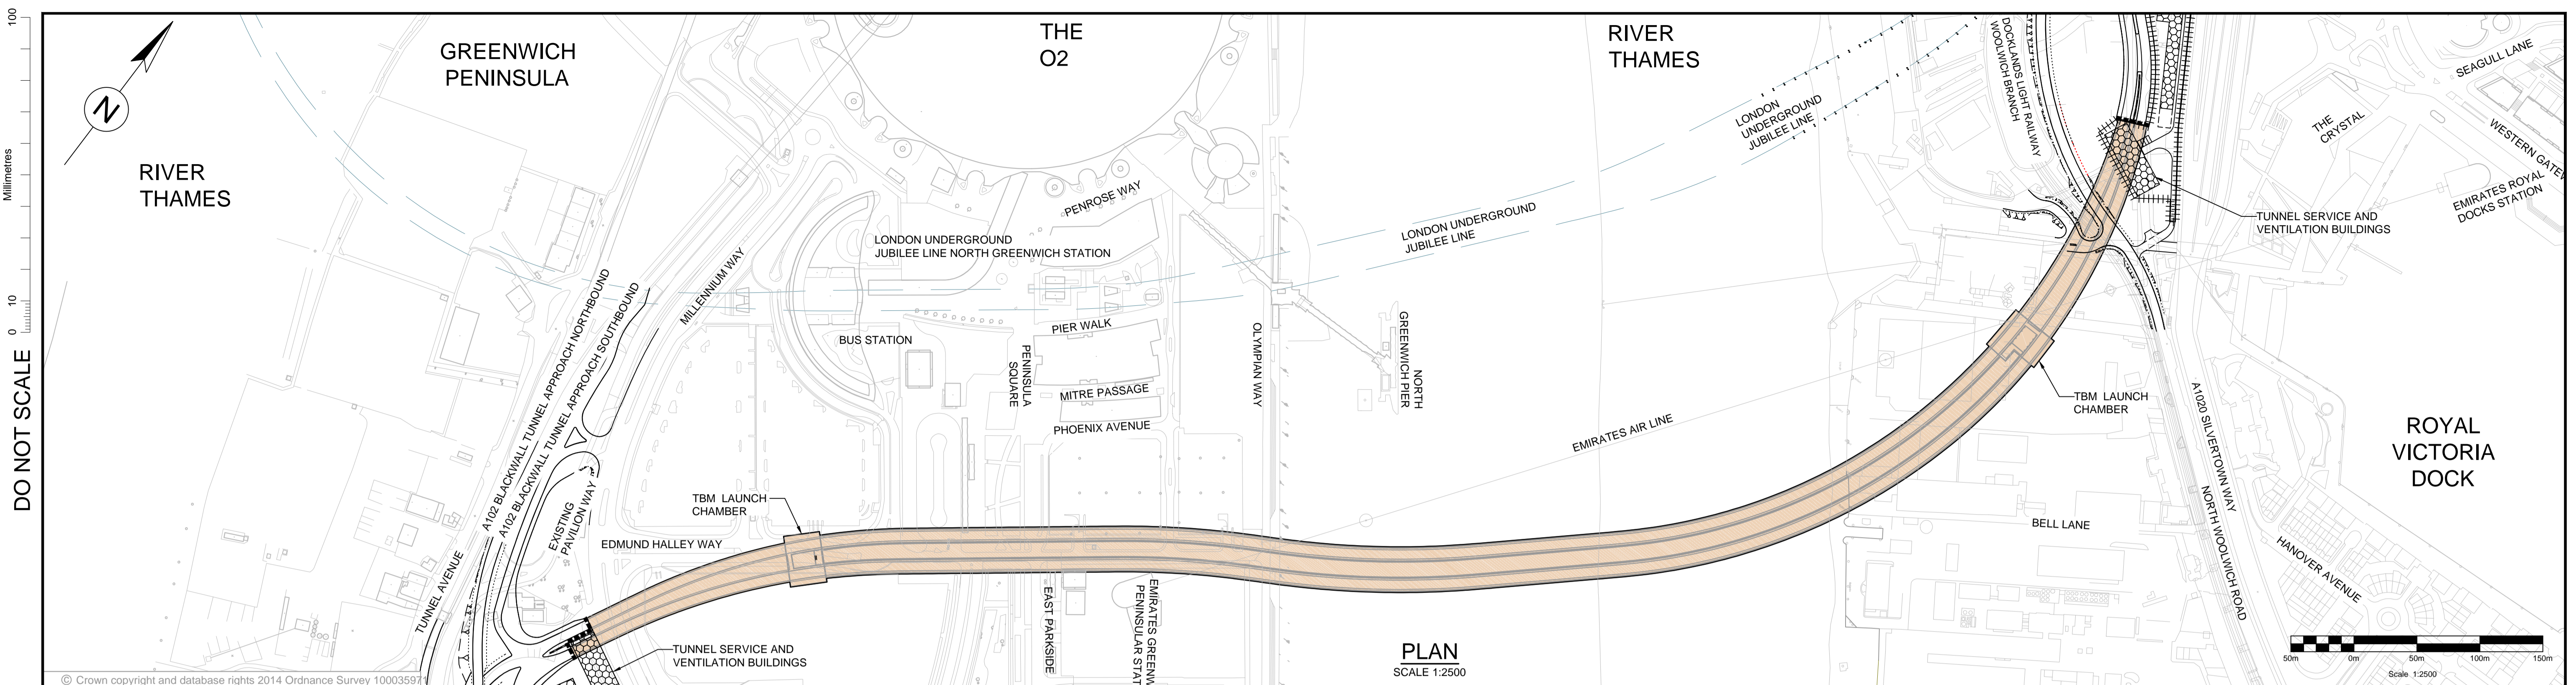 100
Millimetres
10
0
DO NOT SCALE
N
GREENWICH
PENINSULA
RIVER
THAMES
THE
O2
RIVER
THAMES
PENROSE WAY
LONDON UNDERGROUND
JUBILEE LINE NORTH GREENWICH STATION
MILLENNIUM WAY
A102 BLACKWALL TUNNEL APPROACH NORTHBOUND
A102 BLACKWALL TUNNEL APPROACH SOUTHBOUND
BUS STATION
PENINSULA
SQUARE
PIER WALK
MITRE PASSAGE
PHOENIX AVENUE
OLYMPIAN WAY
NORTH
GREENWICH PIER
LONDON UNDERGROUND
JUBILEE LINE
LONDON
UNDERGROUND
JUBILEE LINE
DOCKLANDS LIGHT RAILWAY
WOOLWICH BRANCH
SEAGULL LANE
THE
CRYSTAL
WESTERN GATEW
EMIRATES ROYAL
DOCKS STATION
TUNNEL SERVICE AND
VENTILATION BUILDINGS
TBM LAUNCH
CHAMBER
EMIRATES AIR LINE
A1020 SILVERTOWN WAY
NORTH WOOLWICH ROAD
ROYAL
VICTORIA
DOCK
BELL LANE
HANOVER AVENUE
TBM LAUNCH
CHAMBER
EXISTING
PAVILION WAY
EDMUND HALLEY WAY
TUNNEL AVENUE
TUNNEL SERVICE AND
VENTILATION BUILDINGS
EAST PARKSIDE
EMIRATES GREENW
PENINSULAR STAT
PLAN
SCALE 1:2500
50m 0m 50m 100m 150m
Scale 1:2500
© Crown copyright and database rights 2014 Ordnance Survey 100035971